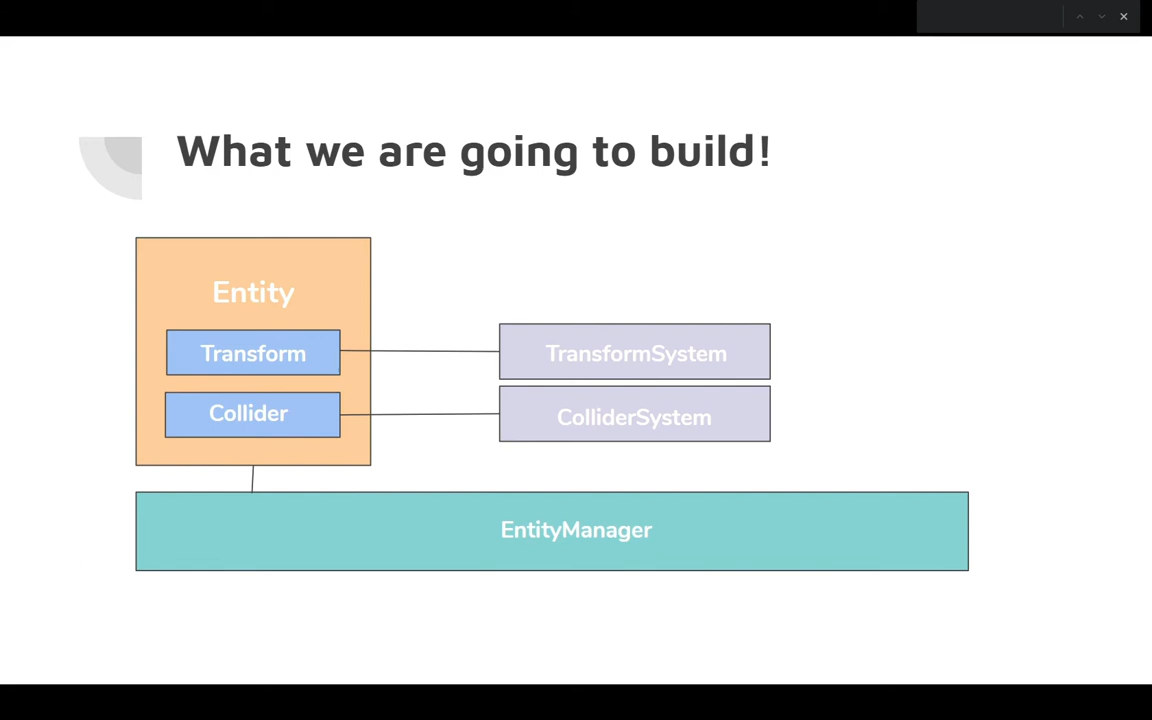 What we are going to build!
Entity
Transform
TransformSystem
Collider
ColliderSystem
EntityManager